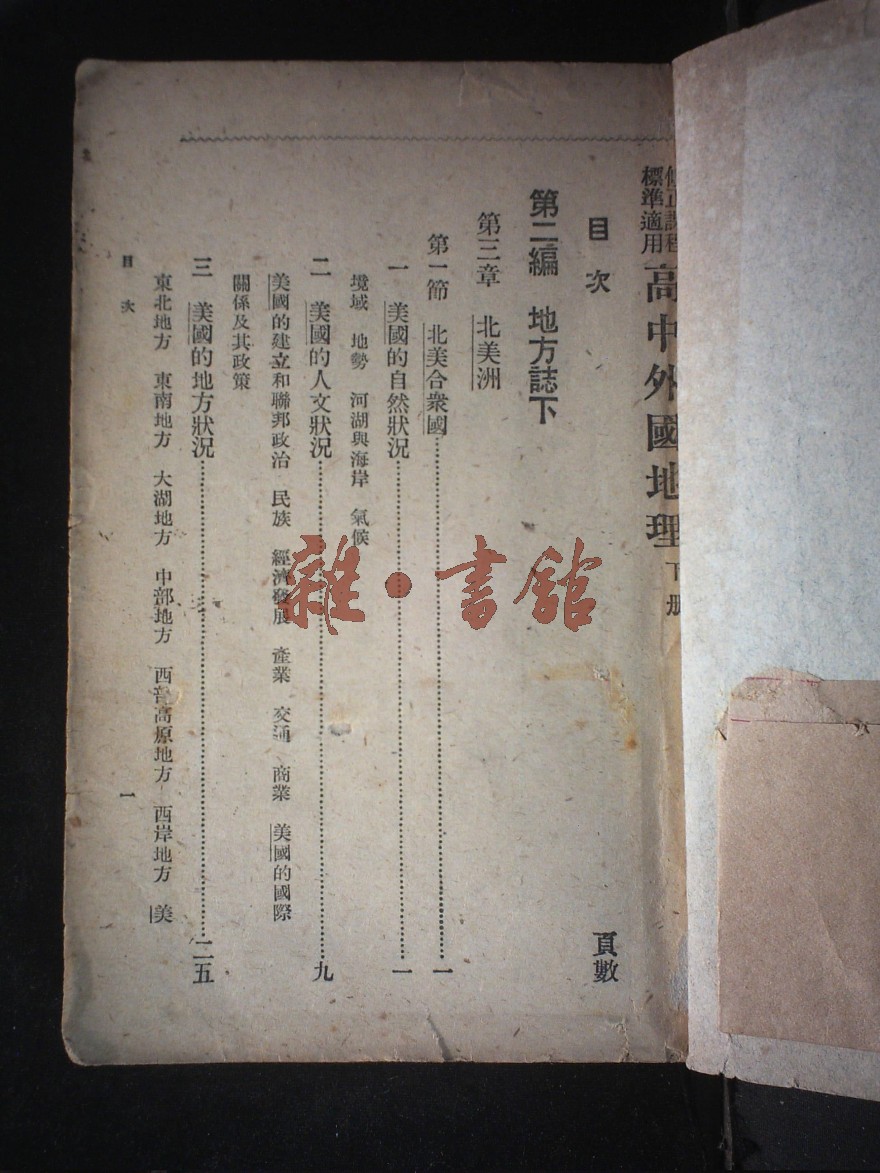 修正課程
標準適用
高中外國地理 下册
目次
頁數
第二編 地方誌下
第三章 北美洲
第一節 北美合衆國……一
一 美國的自然狀況……一
境域 地勢 河湖與海岸 氣候
二 美國的人文狀況……九
美國的建立和聯邦政治 民族 經濟發展 產業 交通 商業 美國的國際
關係及其政策
三 美國的地方狀況……二五
東北地方 東南地方 大湖地方 中部地方 西部高原地方 西岸地方 美
目次
一
雜·書館